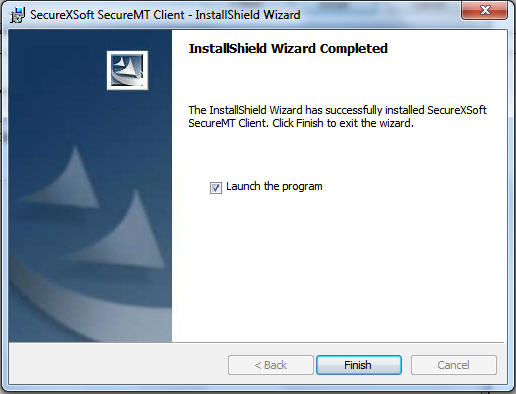 SecureXSoft SecureMT Client - InstallShield Wizard
InstallShield Wizard Completed
The InstallShield Wizard has successfully installed SecureXSoft
SecureMT Client. Click Finish to exit the wizard.
Launch the program
< Back Finish Cancel